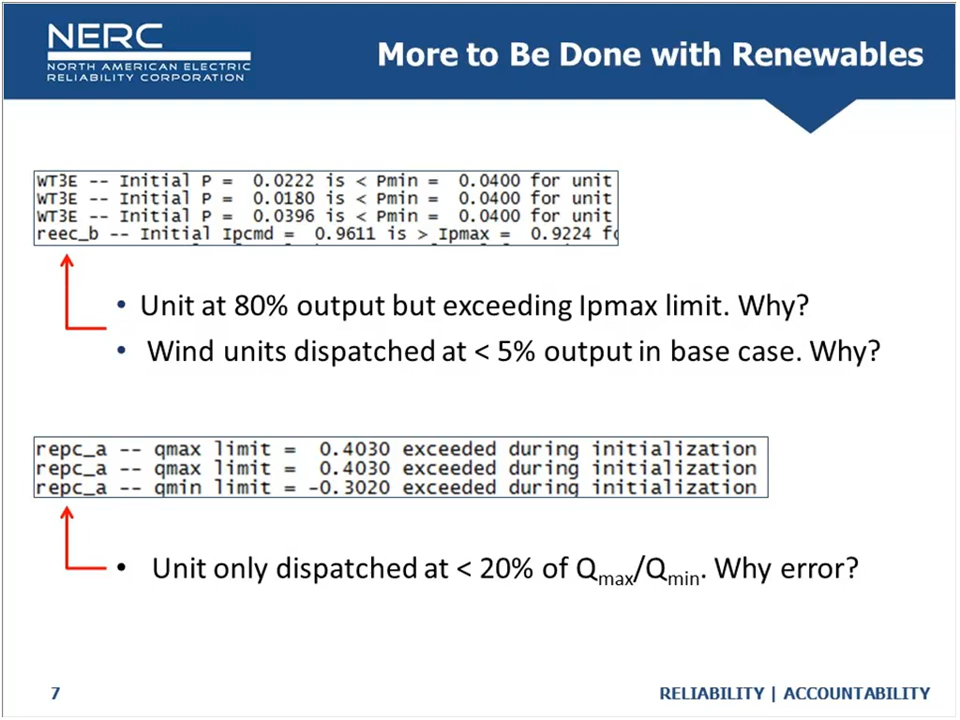 NERC
NORTH AMERICAN ELECTRIC
RELIABILITY CORPORATION
More to Be Done with Renewables
WT3E -- Initial P = 0.0222 is < Pmin = 0.0400 for unit
WT3E -- Initial P = 0.0180 is < Pmin = 0.0400 for unit
WT3E -- Initial P = 0.0396 is < Pmin = 0.0400 for unit
reec_b -- Initial Ipcmd = 0.9611 is > Ipmax = 0.9224
• Unit at 80% output but exceeding Ipmax limit. Why?
• Wind units dispatched at < 5% output in base case. Why?
repc_a -- qmax limit = 0.4030 exceeded during initialization
repc_a -- qmax limit = 0.4030 exceeded during initialization
repc_a -- qmin limit = -0.3020 exceeded during initialization
• Unit only dispatched at < 20% of Qmax/Qmin. Why error?
7
RELIABILITY | ACCOUNTABILITY